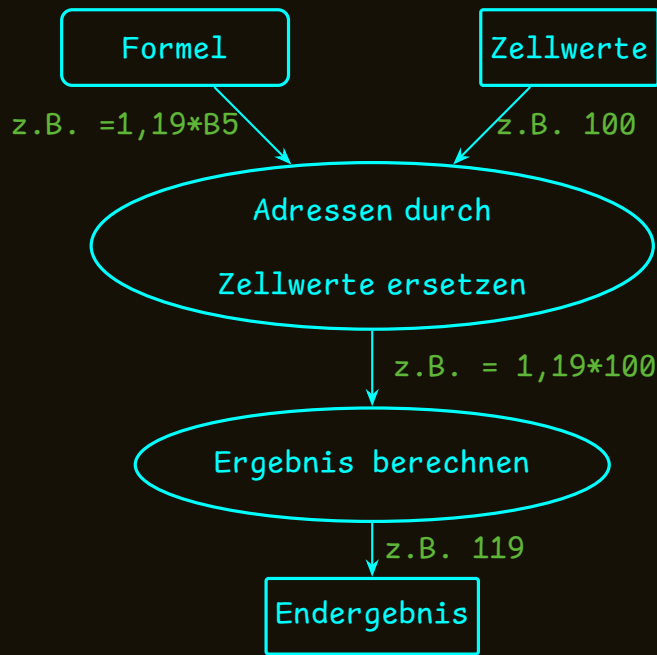 Formel
Zellwerte
z.B. =1,19*B5
z.B. 100
Adressen durch
Zellwerte ersetzen
z.B. = 1,19*100
Ergebnis berechnen
z.B. 119
Endergebnis